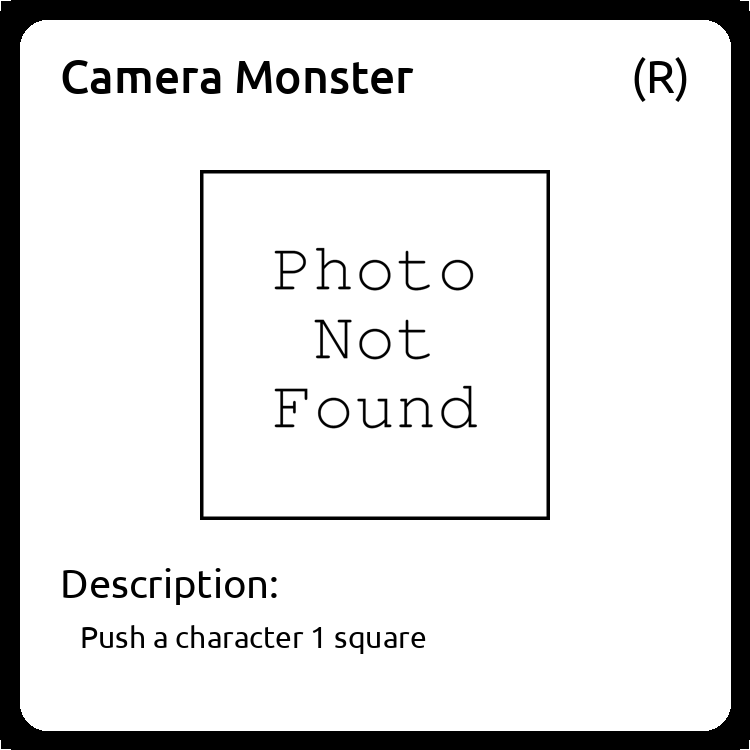 Camera Monster (R)
Photo
Not
Found
Description:
Push a character 1 square